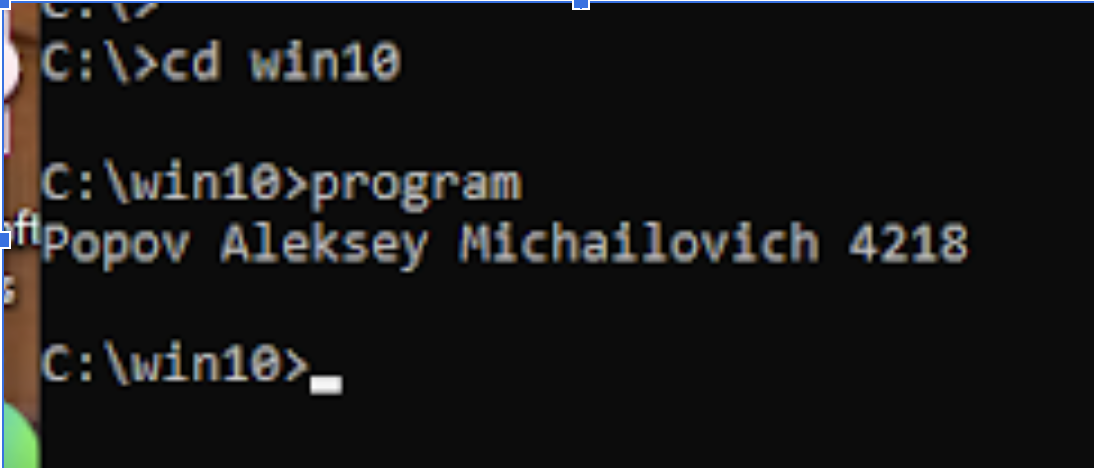 C:\>
C:\>cd win10
C:\win10>program
Popov Aleksey Michailovich 4218
C:\win10>